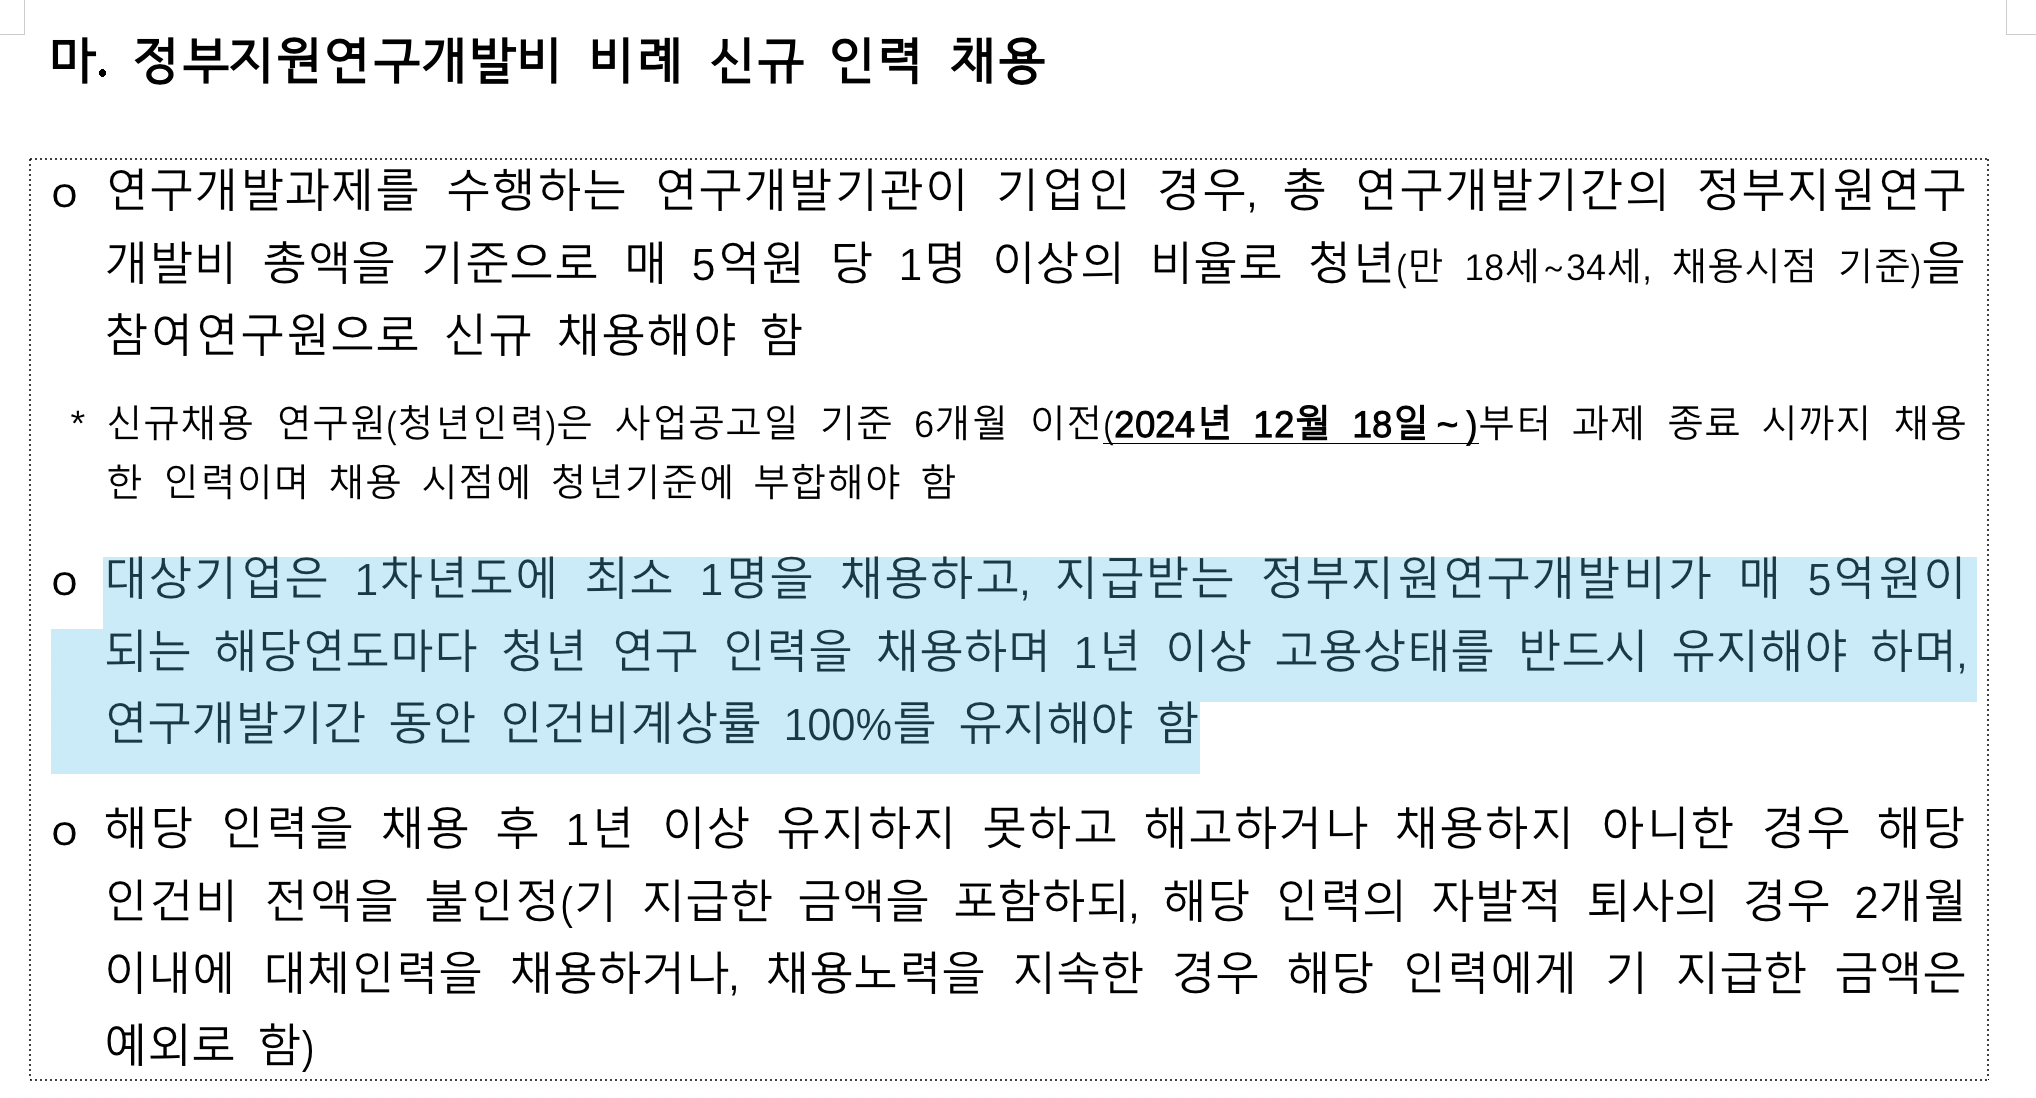 마. 정부지원연구개발비 비례 신규 인력 채용
o 연구개발과제를 수행하는 연구개발기관이 기업인 경우, 총 연구개발기간의 정부지원연구
개발비 총액을 기준으로 매 5억원 당 1명 이상의 비율로 청년(만 18세~34세, 채용시점 기준)을
참여연구원으로 신규 채용해야 함
* 신규채용 연구원(청년인력)은 사업공고일 기준 6개월 이전(2024년 12월 18일~)부터 과제 종료 시까지 채용
한 인력이며 채용 시점에 청년기준에 부합해야 함
o 대상기업은 1차년도에 최소 1명을 채용하고, 지급받는 정부지원연구개발비가 매 5억원이
되는 해당연도마다 청년 연구 인력을 채용하며 1년 이상 고용상태를 반드시 유지해야 하며,
연구개발기간 동안 인건비계상률 100%를 유지해야 함
o 해당 인력을 채용 후 1년 이상 유지하지 못하고 해고하거나 채용하지 아니한 경우 해당
인건비 전액을 불인정(기 지급한 금액을 포함하되, 해당 인력의 자발적 퇴사의 경우 2개월
이내에 대체인력을 채용하거나, 채용노력을 지속한 경우 해당 인력에게 기 지급한 금액은
예외로 함)